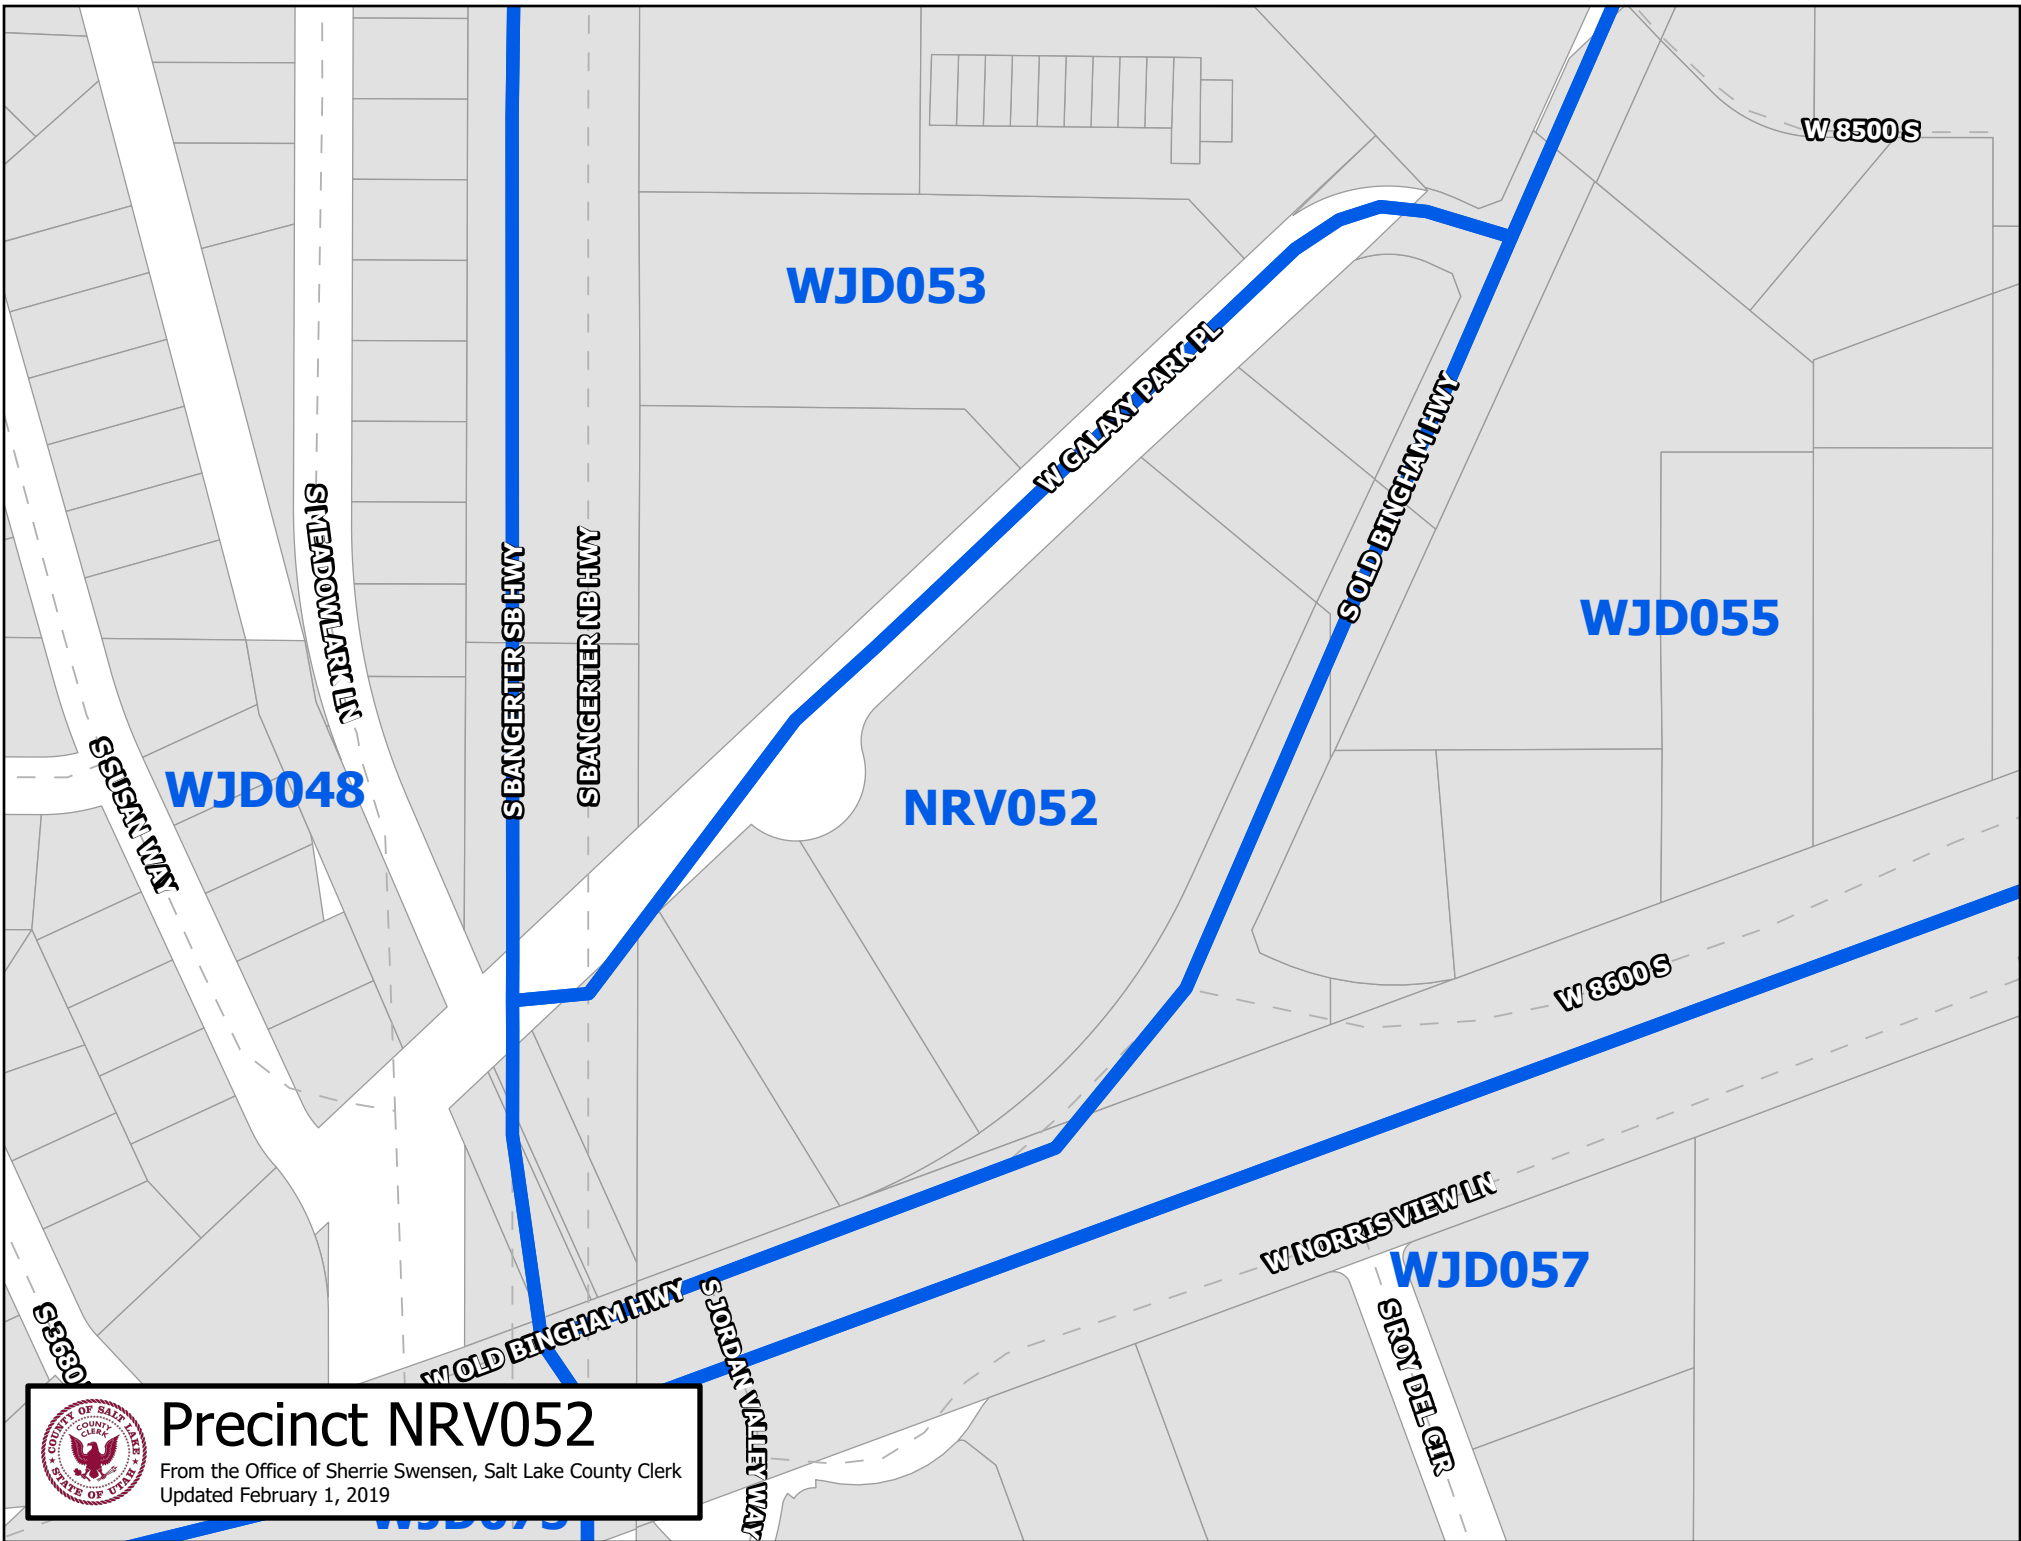 W 8500 S
WJD053
W GALAXY PARK PL
S OLD BINGHAM HWY
S MEADOWLARK LN
S BANGERTER SB HWY
S BANGERTER NB HWY
WJD055
S SUSAN WAY
WJD048
NRV052
W 8600 S
W NORRIS VIEW LN
WJD057
W OLD BINGHAM HWY
S JORDAN VALLEY WAY
S ROY DEL CIR
S 3680
COUNTY OF SALT LAKE
COUNTY
CLERK
STATE OF UTAH
Precinct NRV052
From the Office of Sherrie Swensen, Salt Lake County Clerk
Updated February 1, 2019